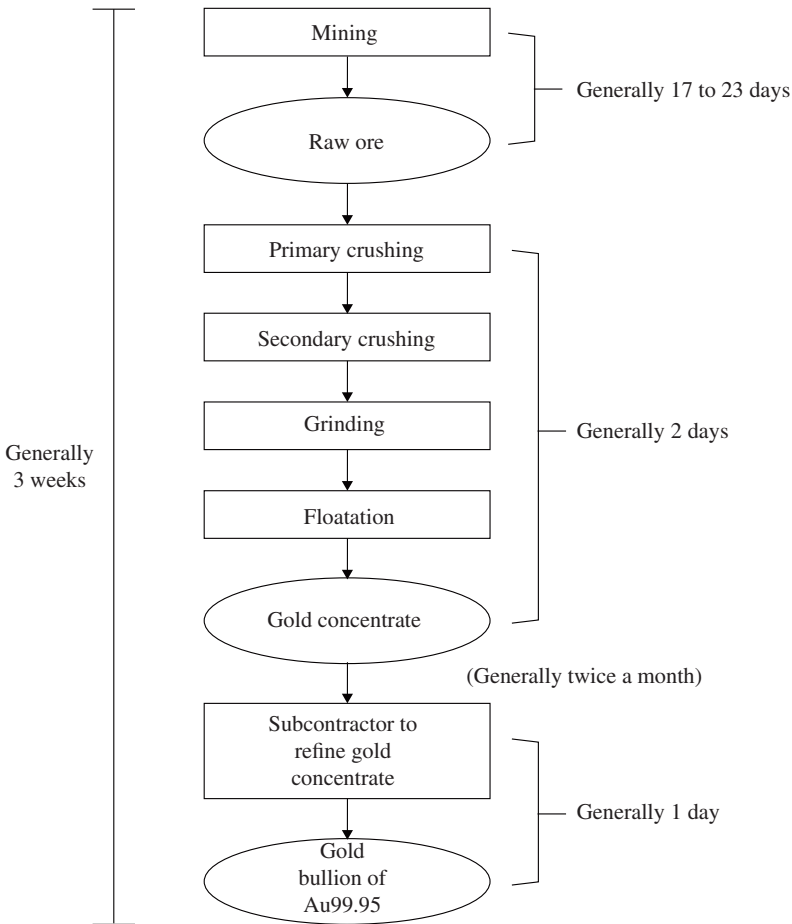 Mining
Generally 17 to 23 days
Raw ore
Primary crushing
Secondary crushing
Grinding
Generally
3 weeks
Generally 2 days
Floatation
Gold concentrate
(Generally twice a month)
Subcontractor to
refine gold
concentrate
Generally 1 day
Gold
bullion of
Au99.95